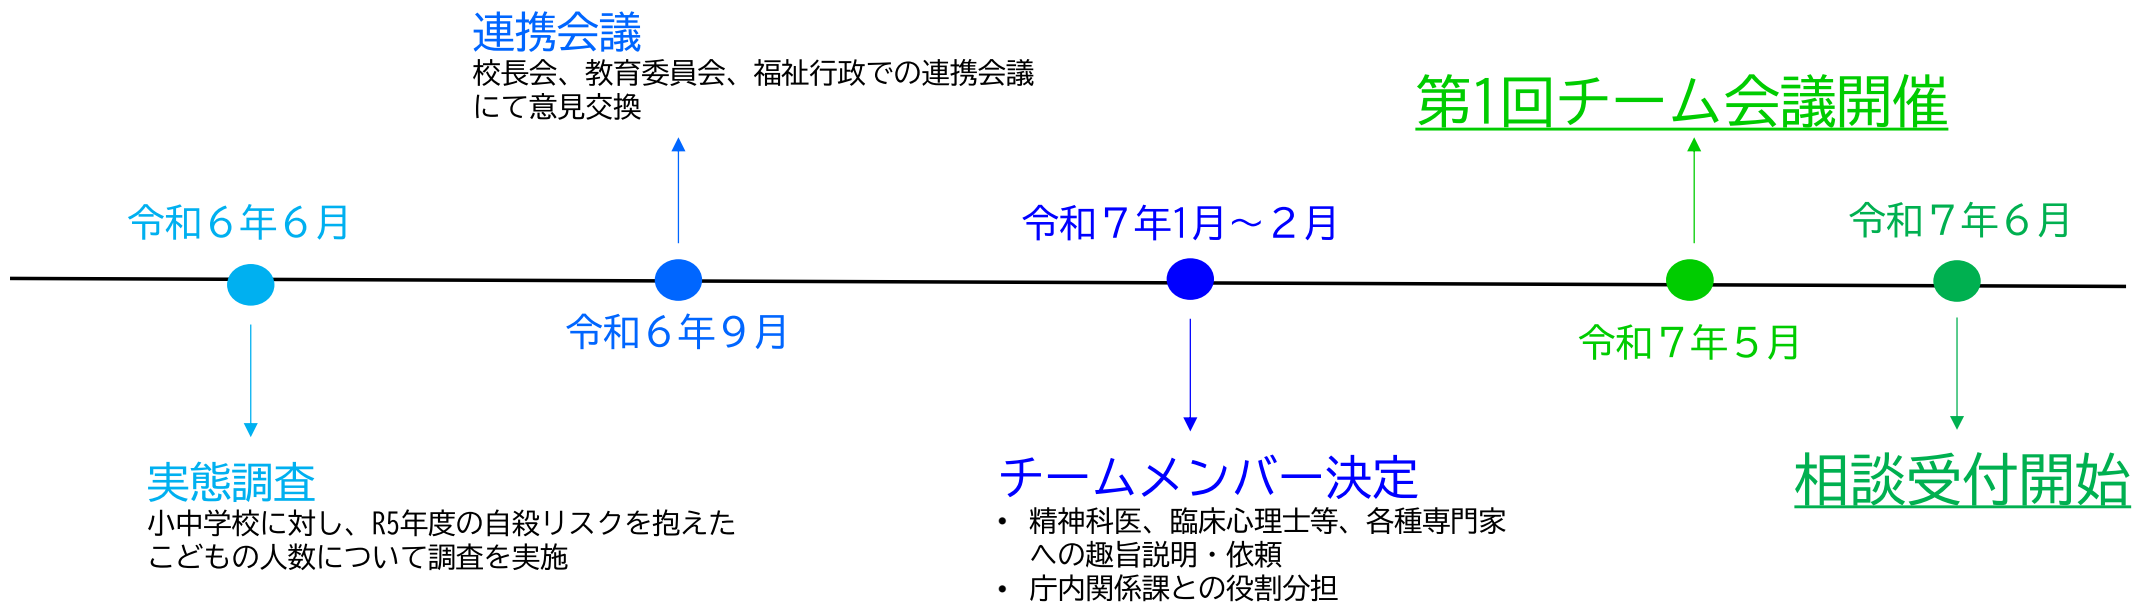 連携会議
校長会、教育委員会、福祉行政での連携会議
にて意見交換
第1回チーム会議開催
令和６年６月
令和７年1月～２月
令和７年６月
令和６年９月
令和７年５月
実態調査
小中学校に対し、R5年度の自殺リスクを抱えた
こどもの人数について調査を実施
チームメンバー決定
• 精神科医、臨床心理士等、各種専門家
への趣旨説明・依頼
• 庁内関係課との役割分担
相談受付開始